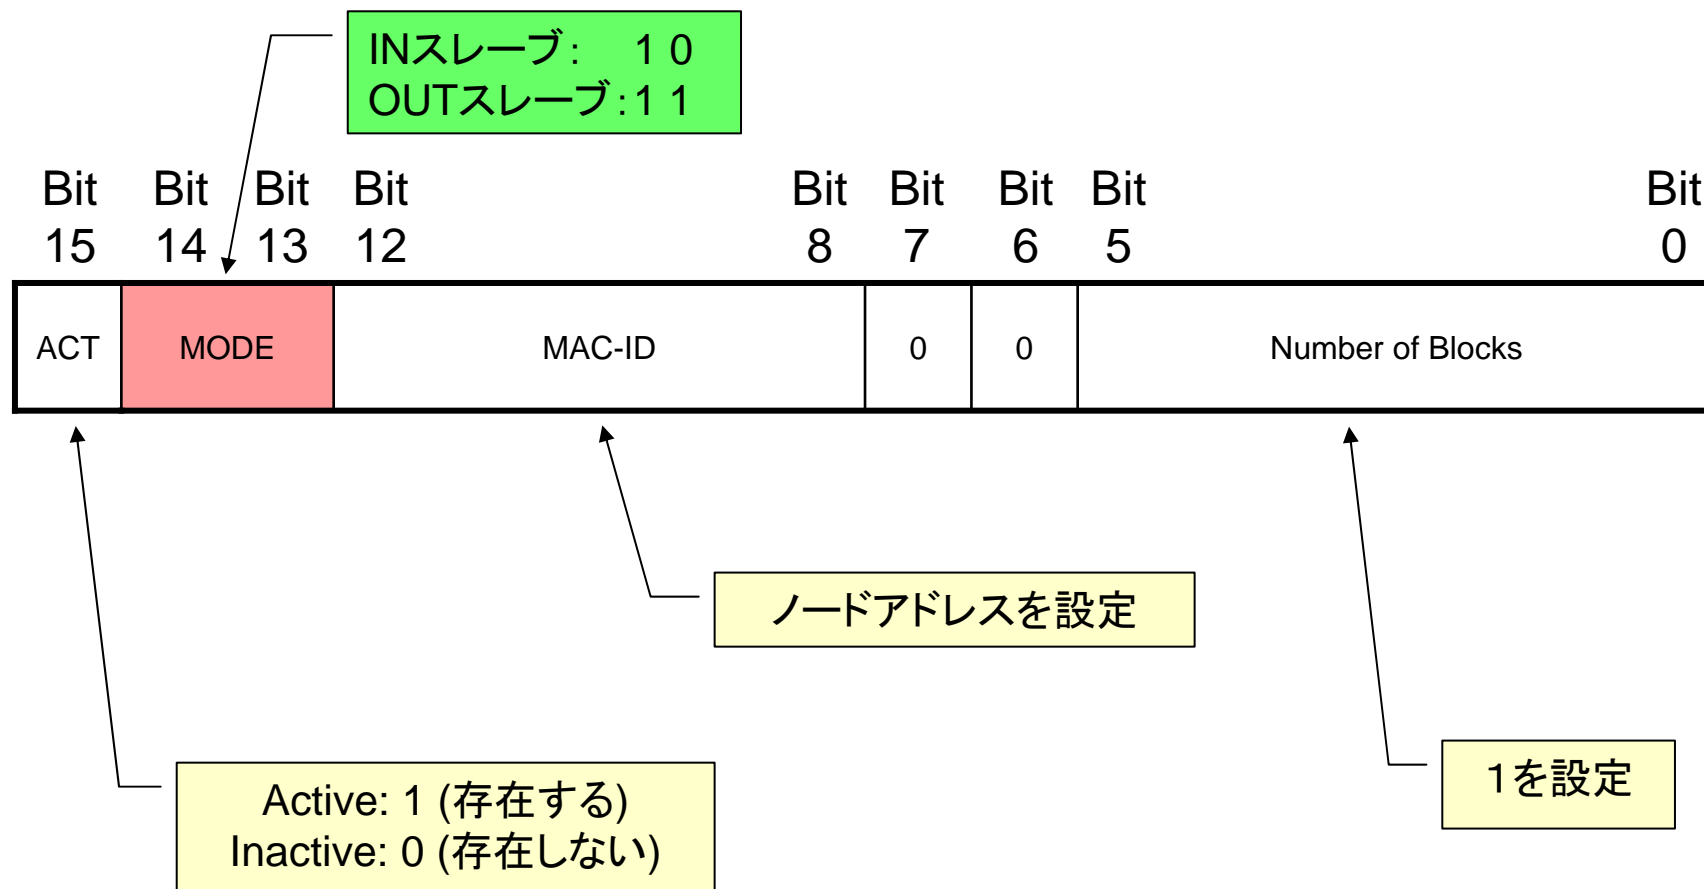 INスレーブ: 1 0
OUTスレーブ:1 1
Bit 15
Bit 14
Bit 13
Bit 12
Bit 8
Bit 7
Bit 6
Bit 5
Bit 0
ACT
MODE
MAC-ID
0
0
Number of Blocks
ノードアドレスを設定
1を設定
Active: 1 (存在する)
Inactive: 0 (存在しない)